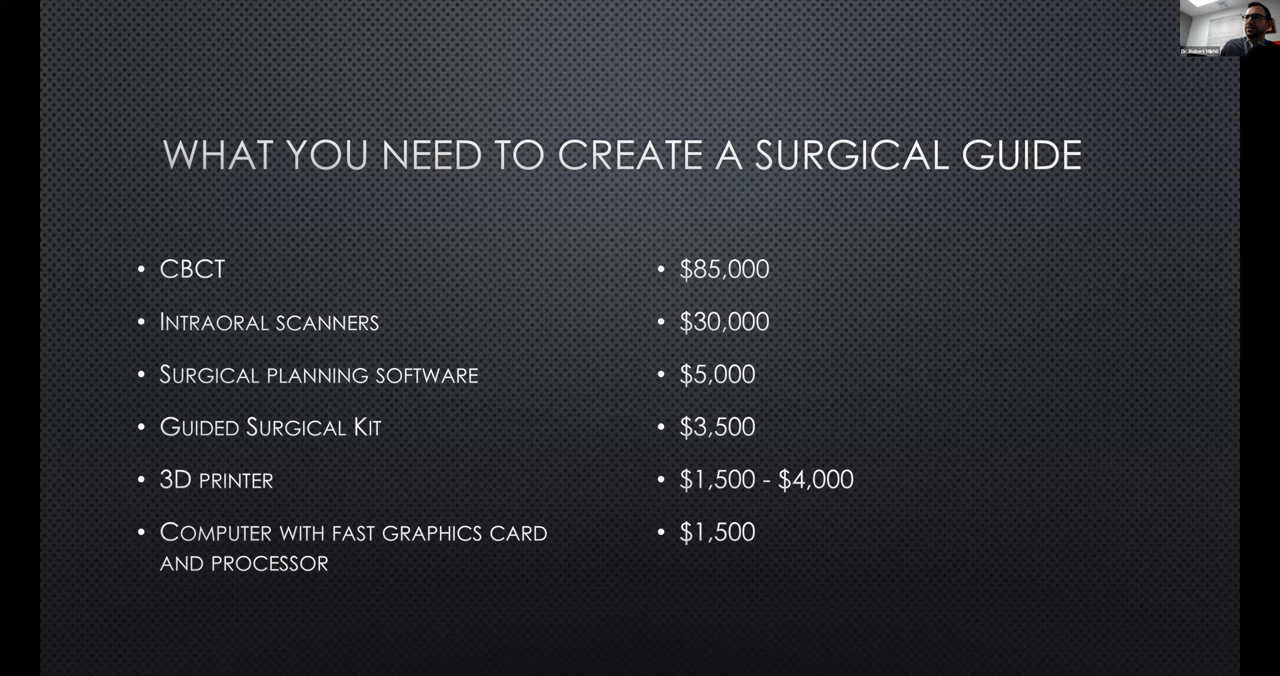 WHAT YOU NEED TO CREATE A SURGICAL GUIDE
• CBCT
• INTRAORAL SCANNERS
• SURGICAL PLANNING SOFTWARE
• GUIDED SURGICAL KIT
• 3D PRINTER
• COMPUTER WITH FAST GRAPHICS CARD
AND PROCESSOR
• $85,000
• $30,000
• $5,000
• $3,500
• $1,500 - $4,000
• $1,500
Dr. Robert